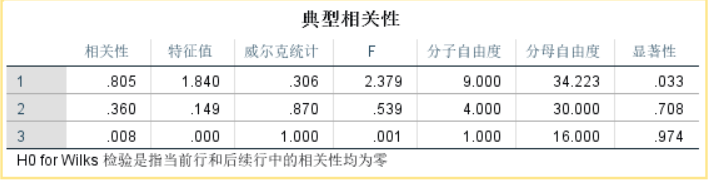 典型相关性
相关性 特征值 威尔克统计 F 分子自由度 分母自由度 显著性
1 .805 1.840 .306 2.379 9.000 34.223 .033
2 .360 .149 .870 .539 4.000 30.000 .708
3 .008 .000 1.000 .001 1.000 16.000 .974
H0 for Wilks 检验是指当前行和后续行中的相关性均为零